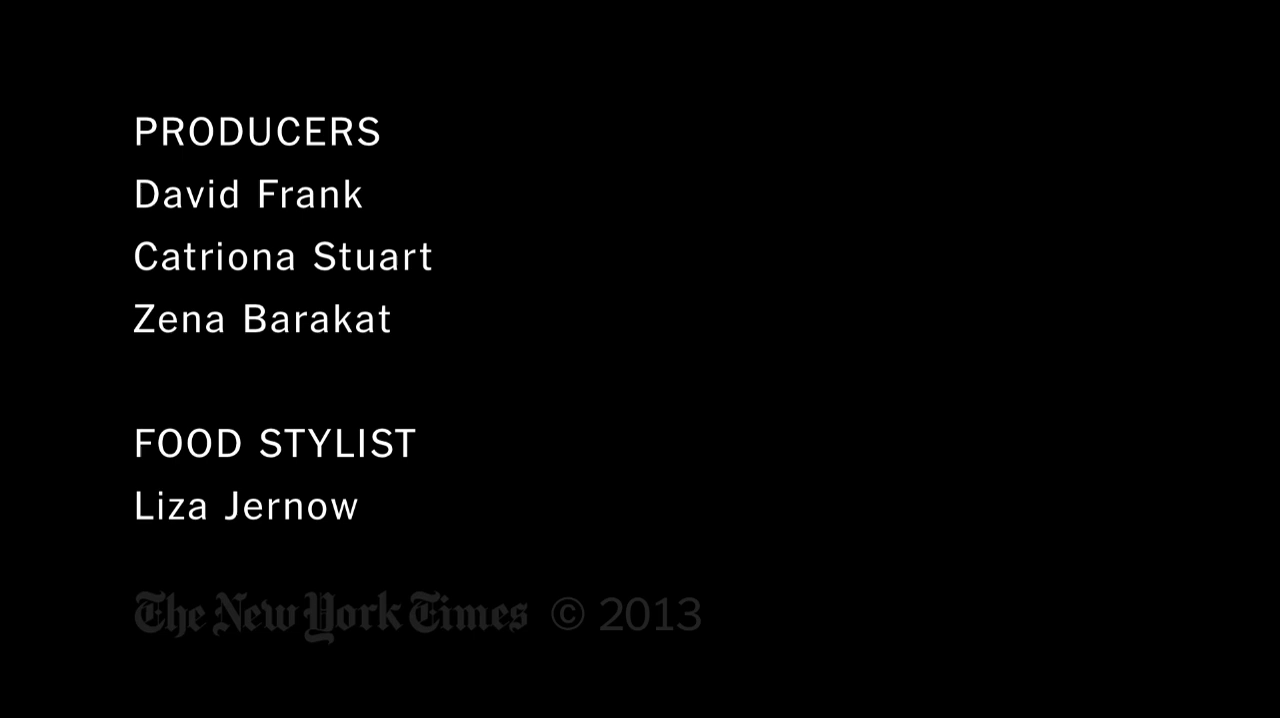 PRODUCERS
David Frank
Catriona Stuart
Zena Barakat
FOOD STYLIST
Liza Jernow
The New York Times © 2013